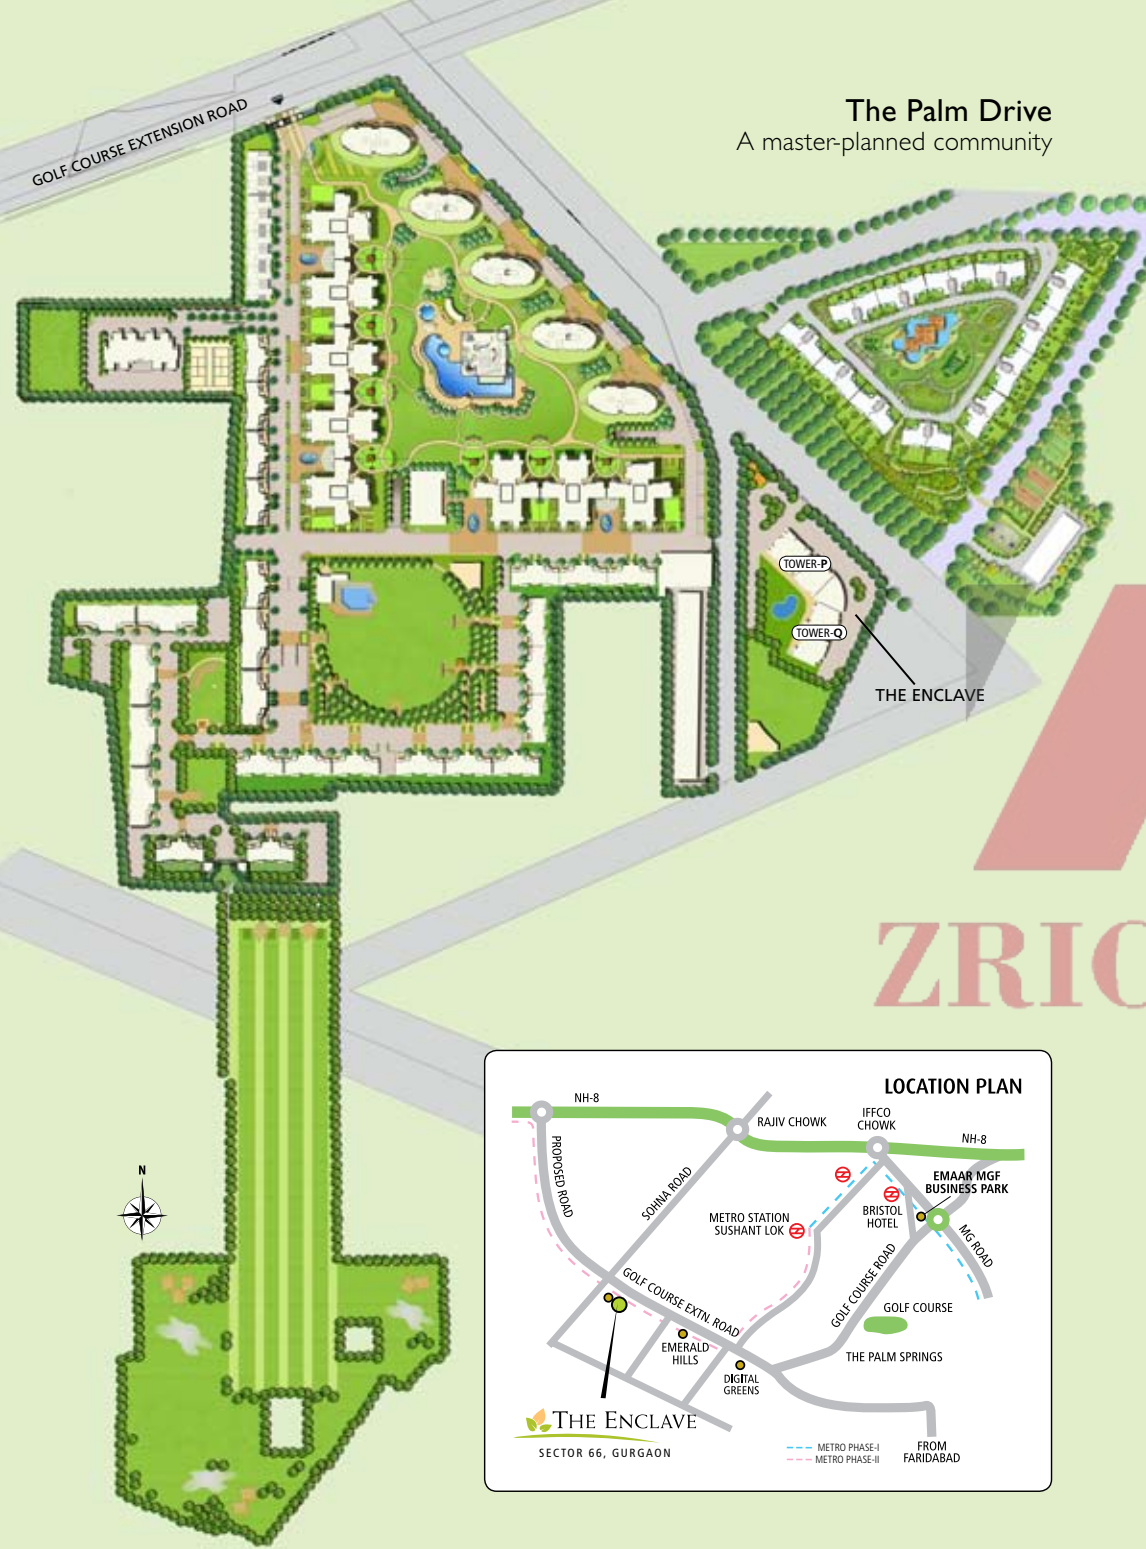 The Palm Drive
A master-planned community
GOLF COURSE EXTENSION ROAD
TOWER-P
TOWER-Q
THE ENCLAVE
ZRIC
N
LOCATION PLAN
NH-8
RAJIV CHOWK
IFFCO
CHOWK
NH-8
PROPOSED ROAD
SOHNA ROAD
METRO STATION
SUSHANT LOK
BRISTOL
HOTEL
EMAAR MGF
BUSINESS PARK
MG ROAD
GOLF COURSE ROAD
GOLF COURSE EXTN. ROAD
GOLF COURSE
THE PALM SPRINGS
EMERALD
HILLS
DIGITAL
GREENS
THE ENCLAVE
SECTOR 66, GURGAON
METRO PHASE-I
METRO PHASE-II
FROM
FARIDABAD